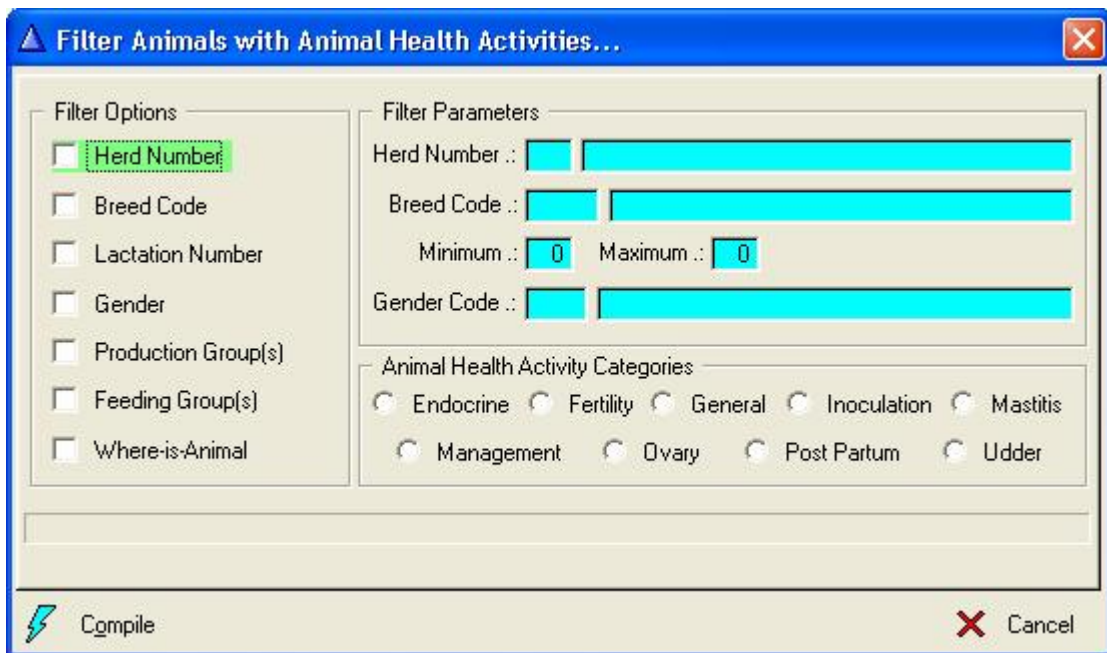 Filter Animals with Animal Health Activities...
Filter Options
Herd Number
Breed Code
Lactation Number
Gender
Production Group(s)
Feeding Group(s)
Where-is-Animal
Filter Parameters
Herd Number .:
Breed Code .:
Minimum .: 0 Maximum .: 0
Gender Code .:
Animal Health Activity Categories
Endocrine Fertility General Inoculation Mastitis
Management Ovary Post Partum Udder
Compile Cancel